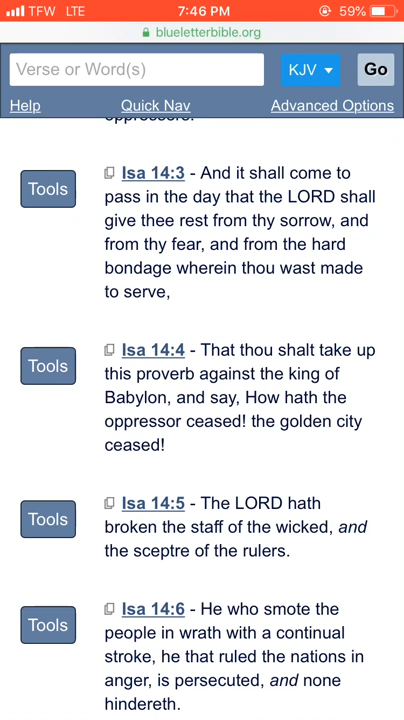 TFW LTE 7:46 PM 59%
blueletterbible.org
Verse or Word(s) KJV Go
Help Quick Nav Advanced Options
oppressors.
Tools
Isa 14:3 - And it shall come to
pass in the day that the LORD shall
give thee rest from thy sorrow, and
from thy fear, and from the hard
bondage wherein thou wast made
to serve,
Tools
Isa 14:4 - That thou shalt take up
this proverb against the king of
Babylon, and say, How hath the
oppressor ceased! the golden city
ceased!
Tools
Isa 14:5 - The LORD hath
broken the staff of the wicked, and
the sceptre of the rulers.
Tools
Isa 14:6 - He who smote the
people in wrath with a continual
stroke, he that ruled the nations in
anger, is persecuted, and none
hindereth.